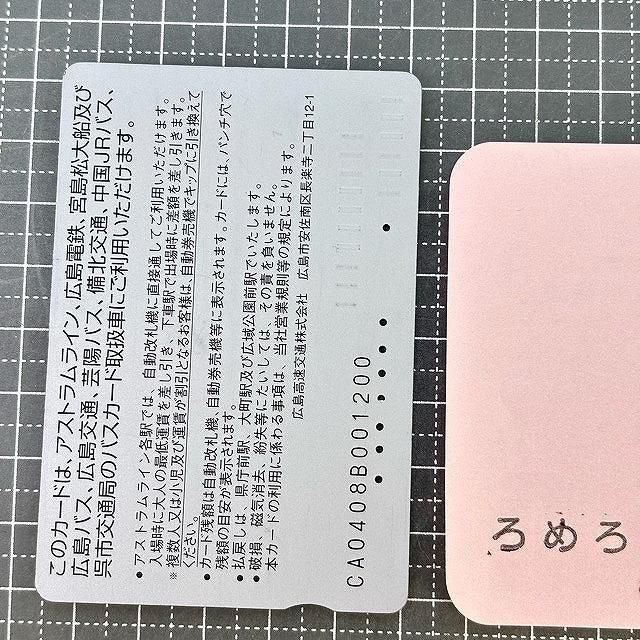 このカードは、アストラムライン、広島電鉄、宮島松大船及び
広島バス、広島交通、芸陽バス、備北交通、中国JRバス、
呉市交通局のバスカード取扱車にご利用いただけます。
●アストラムライン各駅では、自動改札機に直接通してご利用いただけます。
入場時に大人の最低運賃を差し引き、下車駅で出場時に差額を差し引きます。
※複数人又は小児及び運賃が割引となるお客様は、自動券売機でキップに引き換えて
ください。
●カード残額は自動改札機、自動券売機等に表示されます。カードには、パンチ穴で
残額の目安が表示されます。
●払戻しは、県庁前駅、大町駅及び広域公園前駅でいたします。
●破損、磁気消去、紛失等にたいしては、その責を負いません。
本カードの利用に係わる事項は、当社営業規則等の規定によります。
広島高速交通株式会社 広島市安佐南区長楽寺二丁目12-1
CA0408B001200
ろめろ